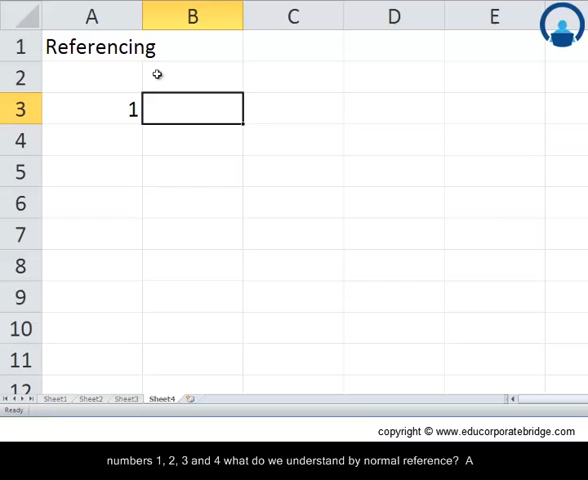 A B C D E
1 Referencing
2
3 1
4
5
6
7
8
9
10
11
12
Sheet1 Sheet2 Sheet3 Sheet4
Ready
copyright © www.educorporatebridge.com
numbers 1, 2, 3 and 4 what do we understand by normal reference? A